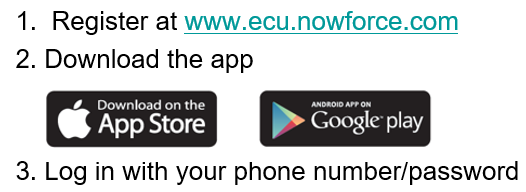 1. Register at www.ecu.nowforce.com
2. Download the app
Download on the
App Store
ANDROID APP ON
Google play
3. Log in with your phone number/password